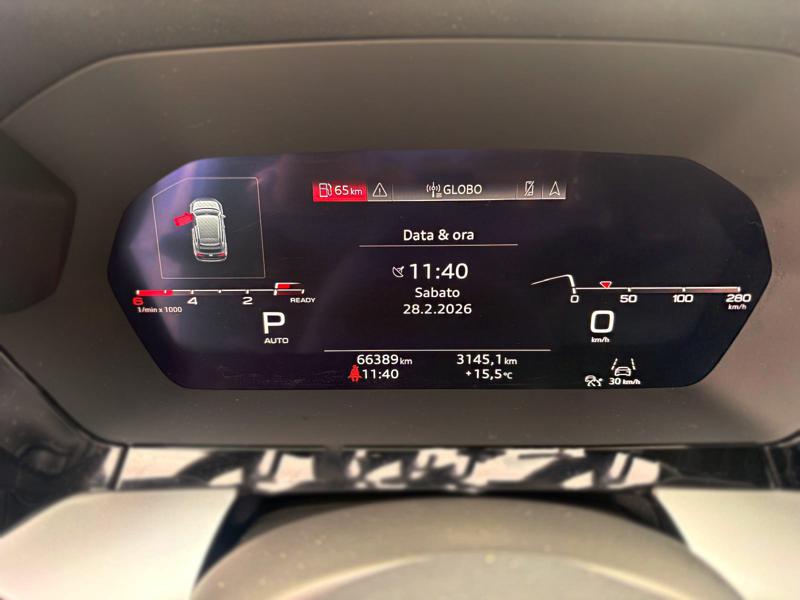 65 km GLOBO
Data & ora
11:40
Sabato
28.2.2026
6 4 2 READY
1/min x 1000
P
AUTO
0 50 100 280
km/h
0
km/h
66389 km 3145,1 km
11:40 +15,5 °C
30 km/h